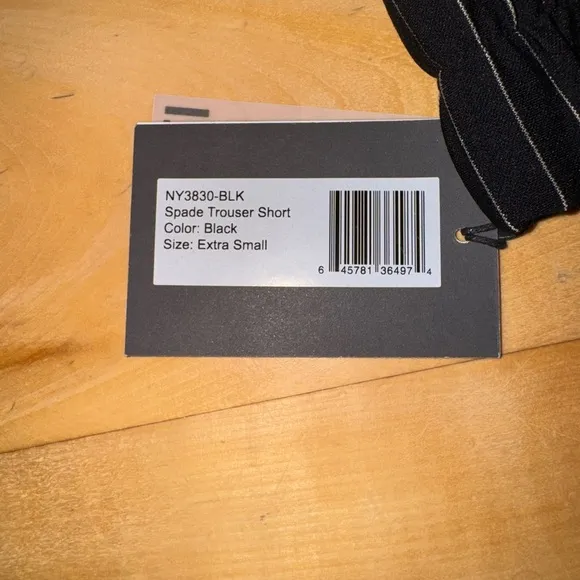 NY3830-BLK
Spade Trouser Short
Color: Black
Size: Extra Small
6 45781 36497 4